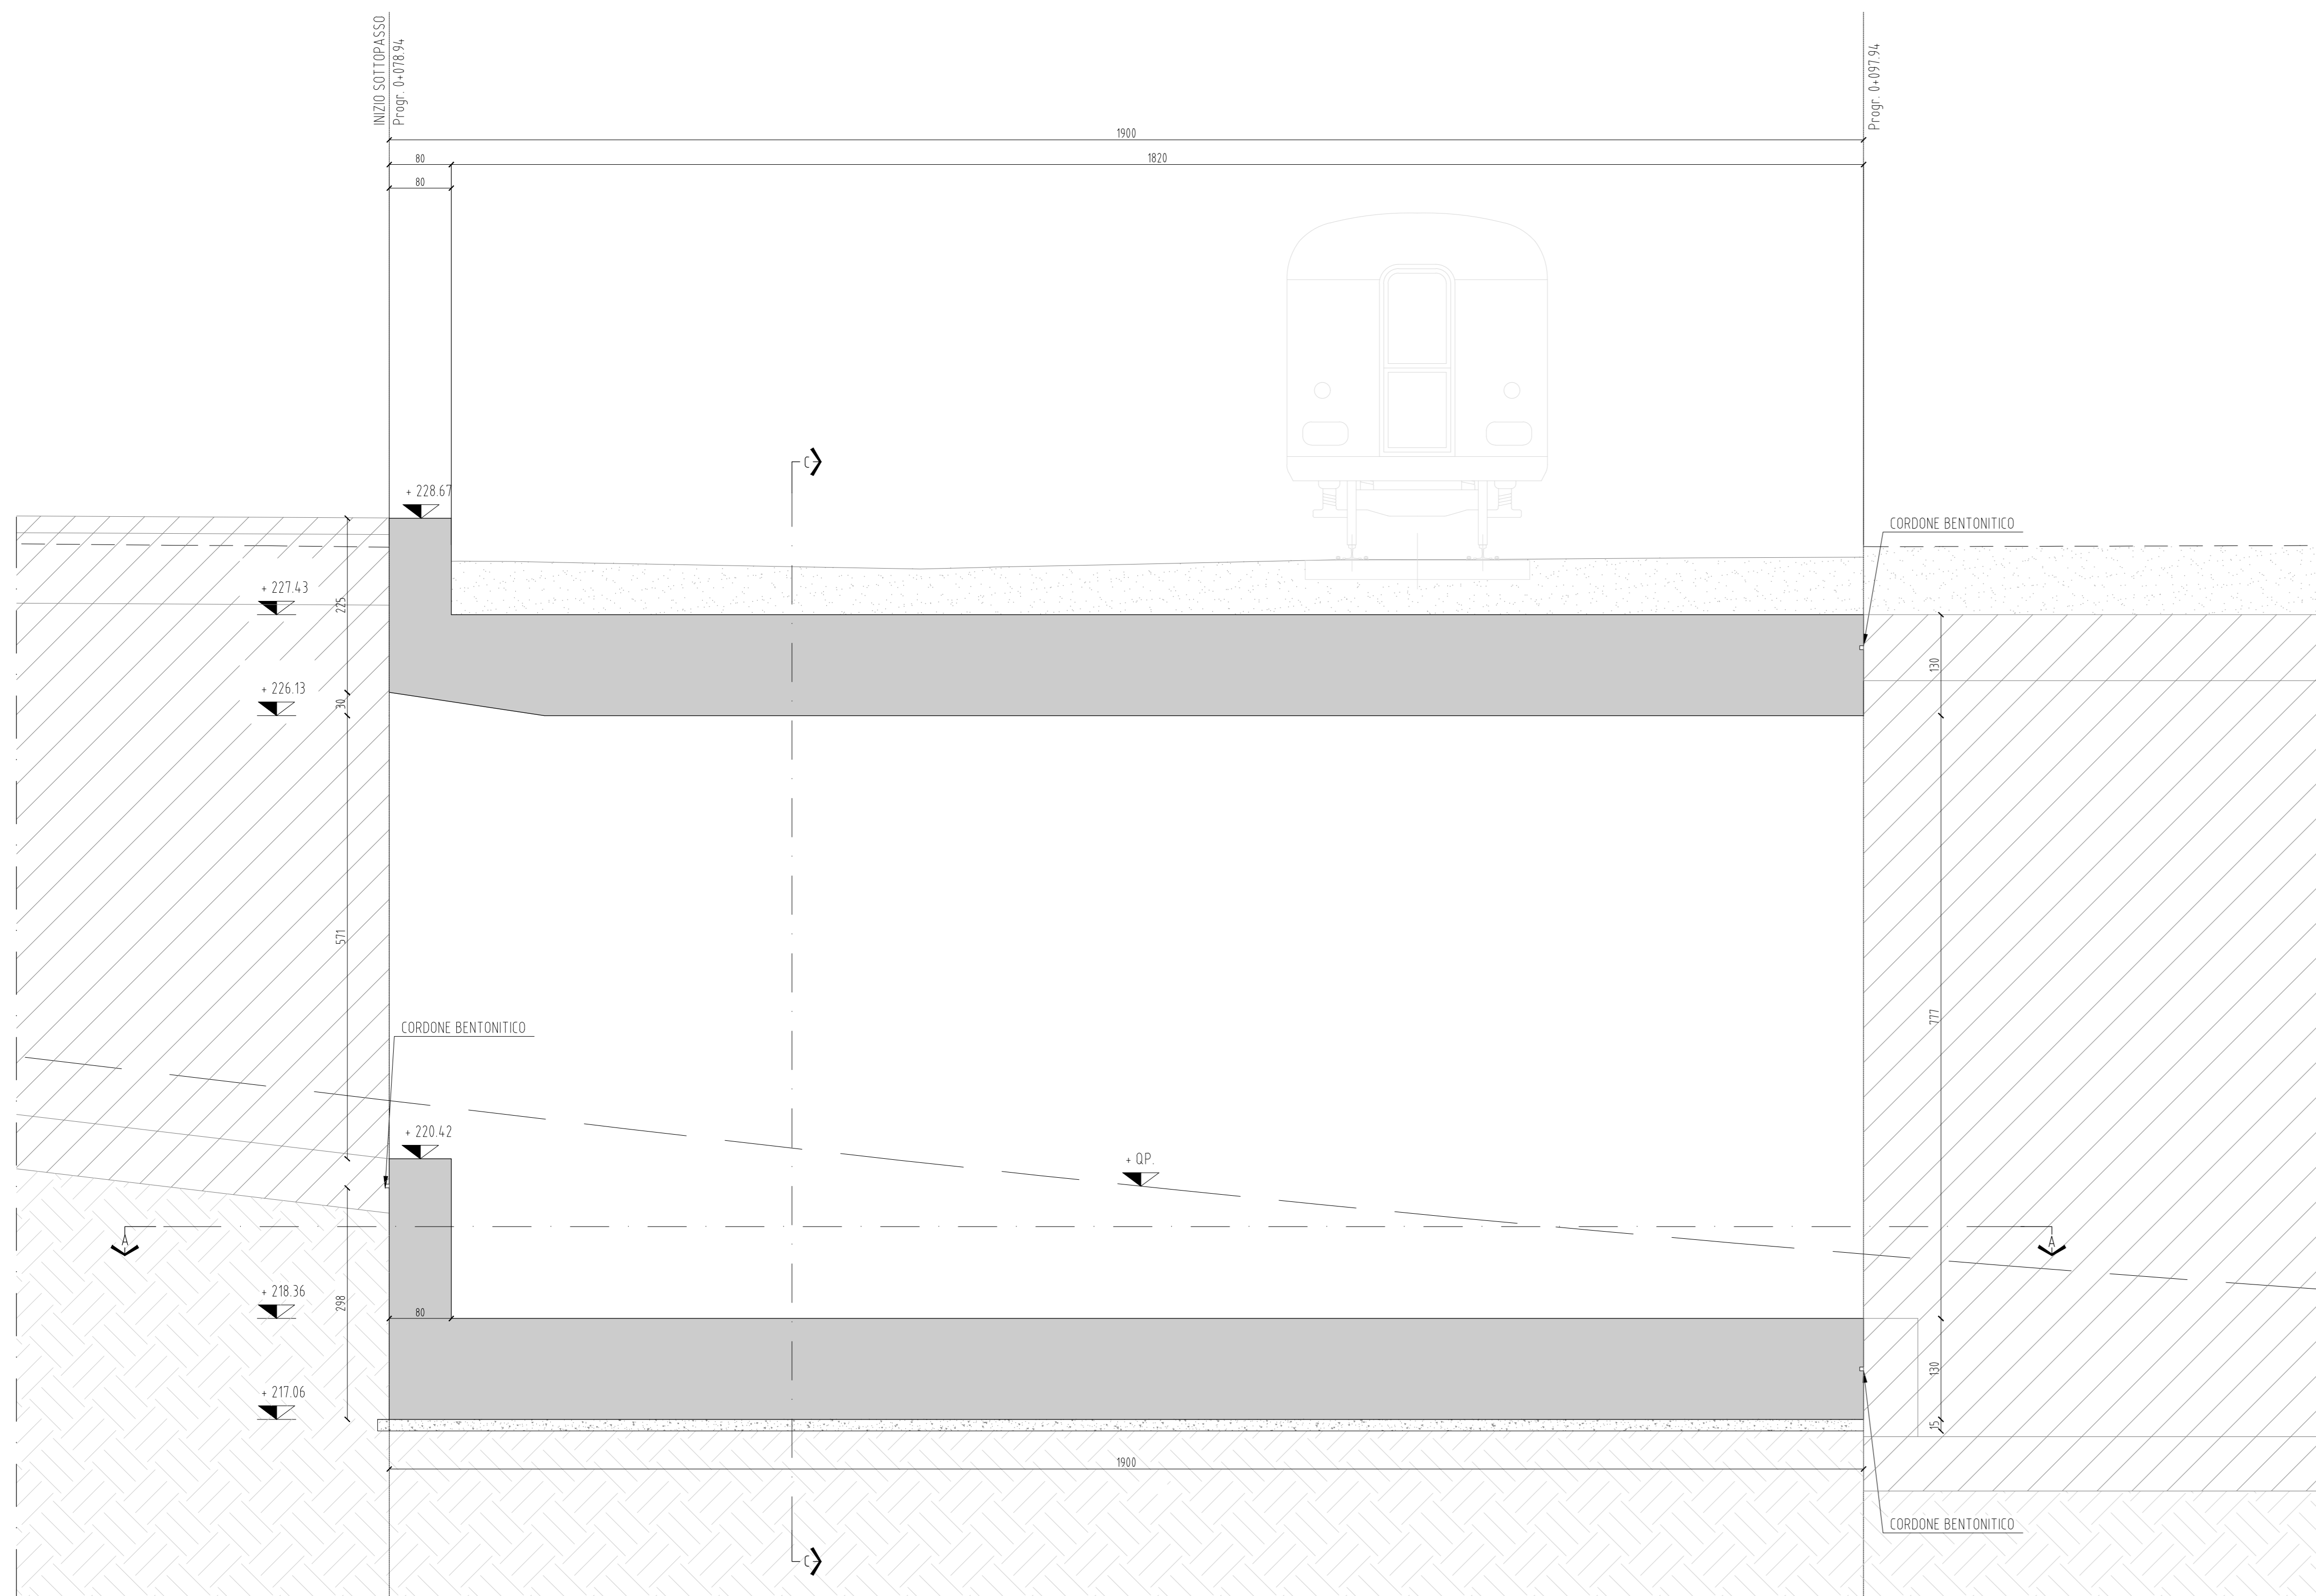 INIZIO SOTTOPASSO
Progr. 0+078.94
Progr. 0+097.94
1900
80
1820
80
C
+ 228.67
CORDONE BENTONITICO
+ 227.43
225
130
+ 226.13
30
571
777
CORDONE BENTONITICO
+ 220.42
+ Q.P.
A
A
+ 218.36
298
80
130
+ 217.06
15
1900
CORDONE BENTONITICO
C